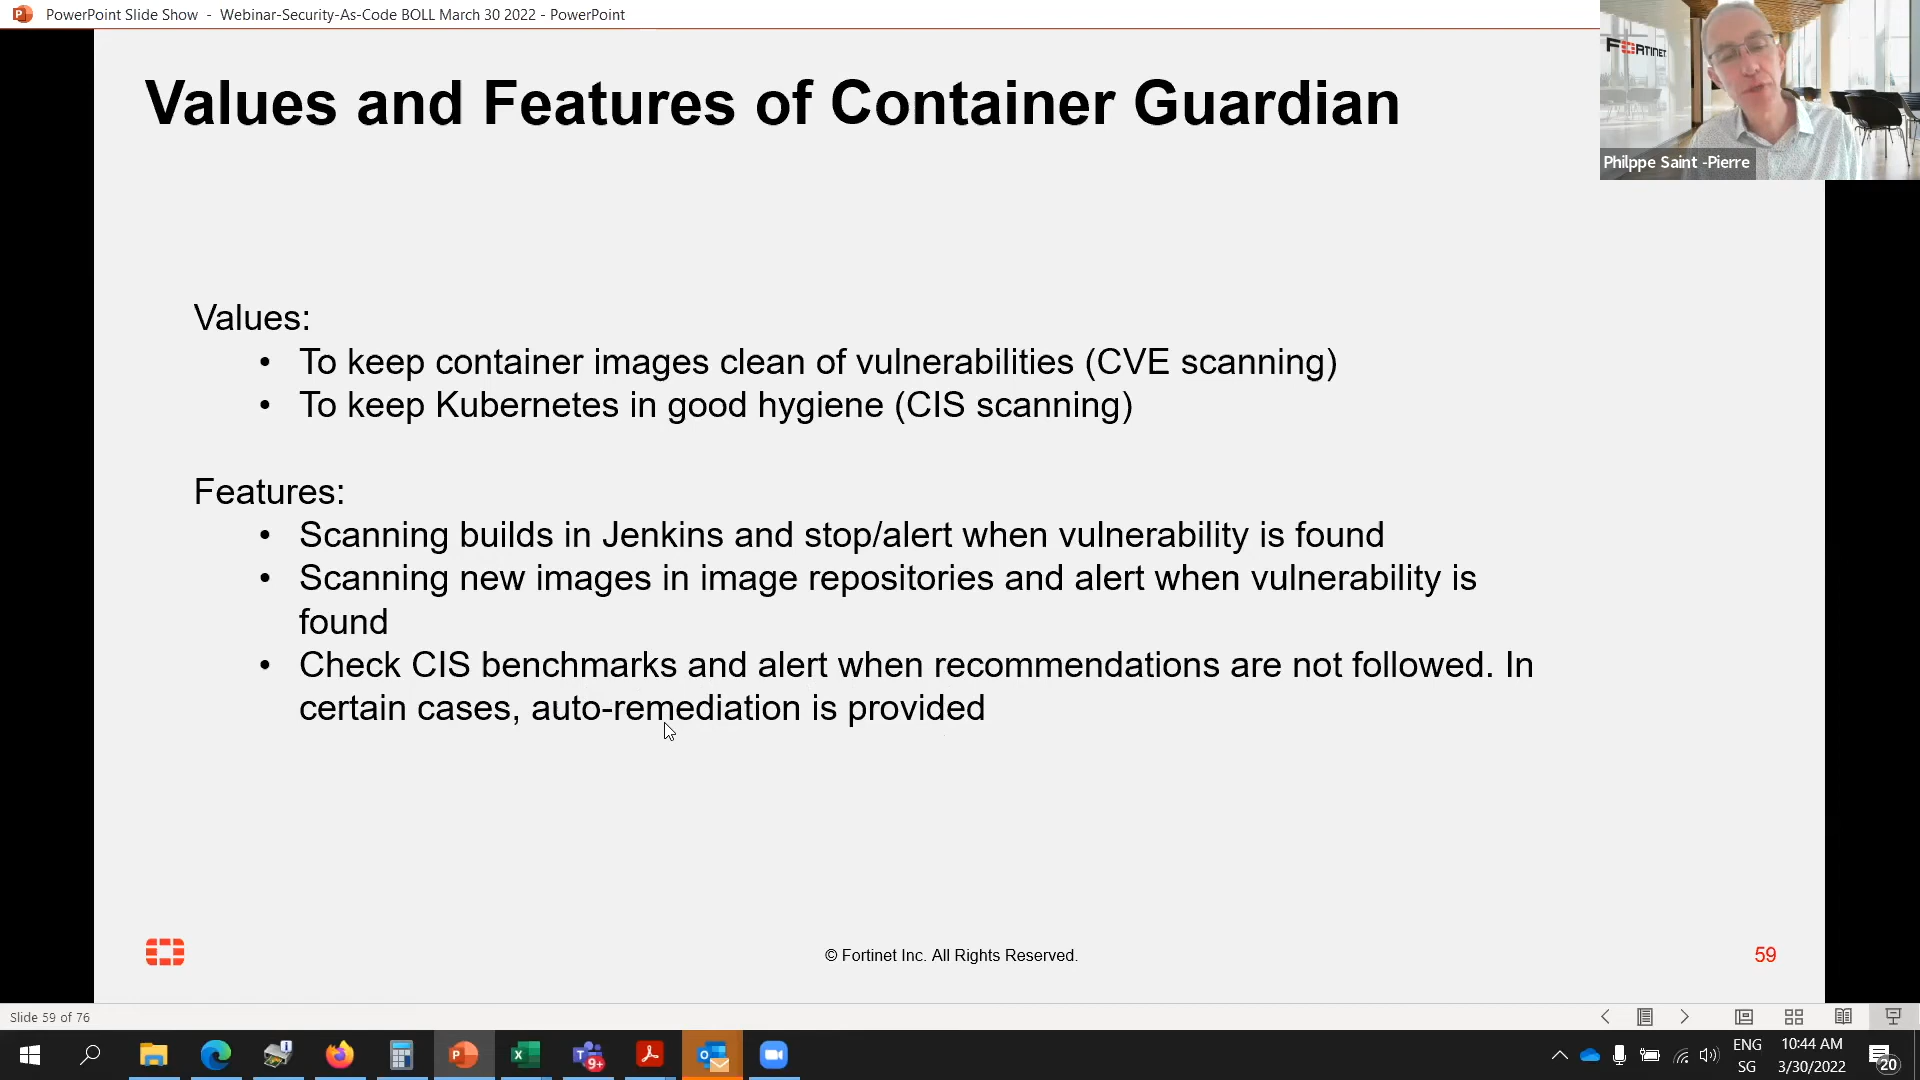 PowerPoint Slide Show - Webinar-Security-As-Code BOLL March 30 2022 - PowerPoint
FORTINET
Philppe Saint -Pierre
Values and Features of Container Guardian
Values:
• To keep container images clean of vulnerabilities (CVE scanning)
• To keep Kubernetes in good hygiene (CIS scanning)
Features:
• Scanning builds in Jenkins and stop/alert when vulnerability is found
• Scanning new images in image repositories and alert when vulnerability is
found
• Check CIS benchmarks and alert when recommendations are not followed. In
certain cases, auto-remediation is provided
© Fortinet Inc. All Rights Reserved.
59
Slide 59 of 76
9+
ENG
SG
10:44 AM
3/30/2022
20